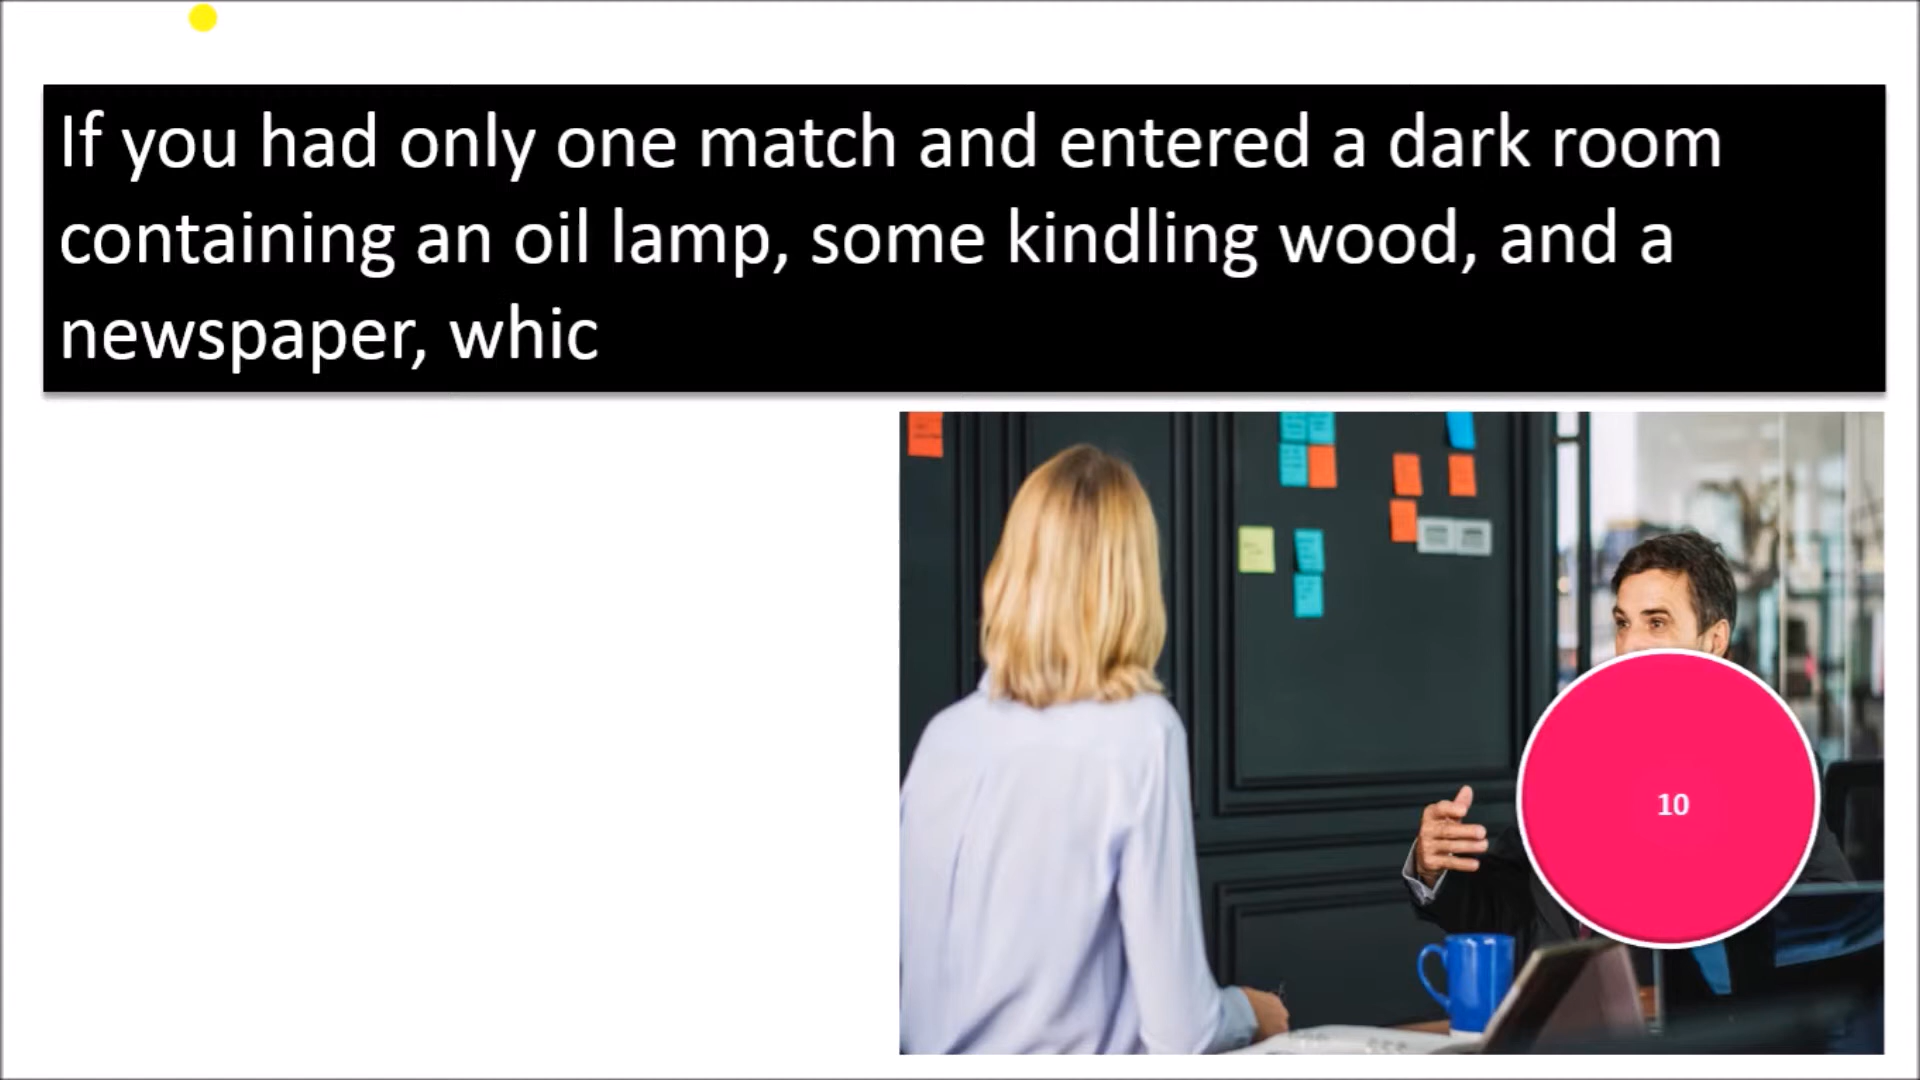 If you had only one match and entered a dark room
containing an oil lamp, some kindling wood, and a
newspaper, whic
10